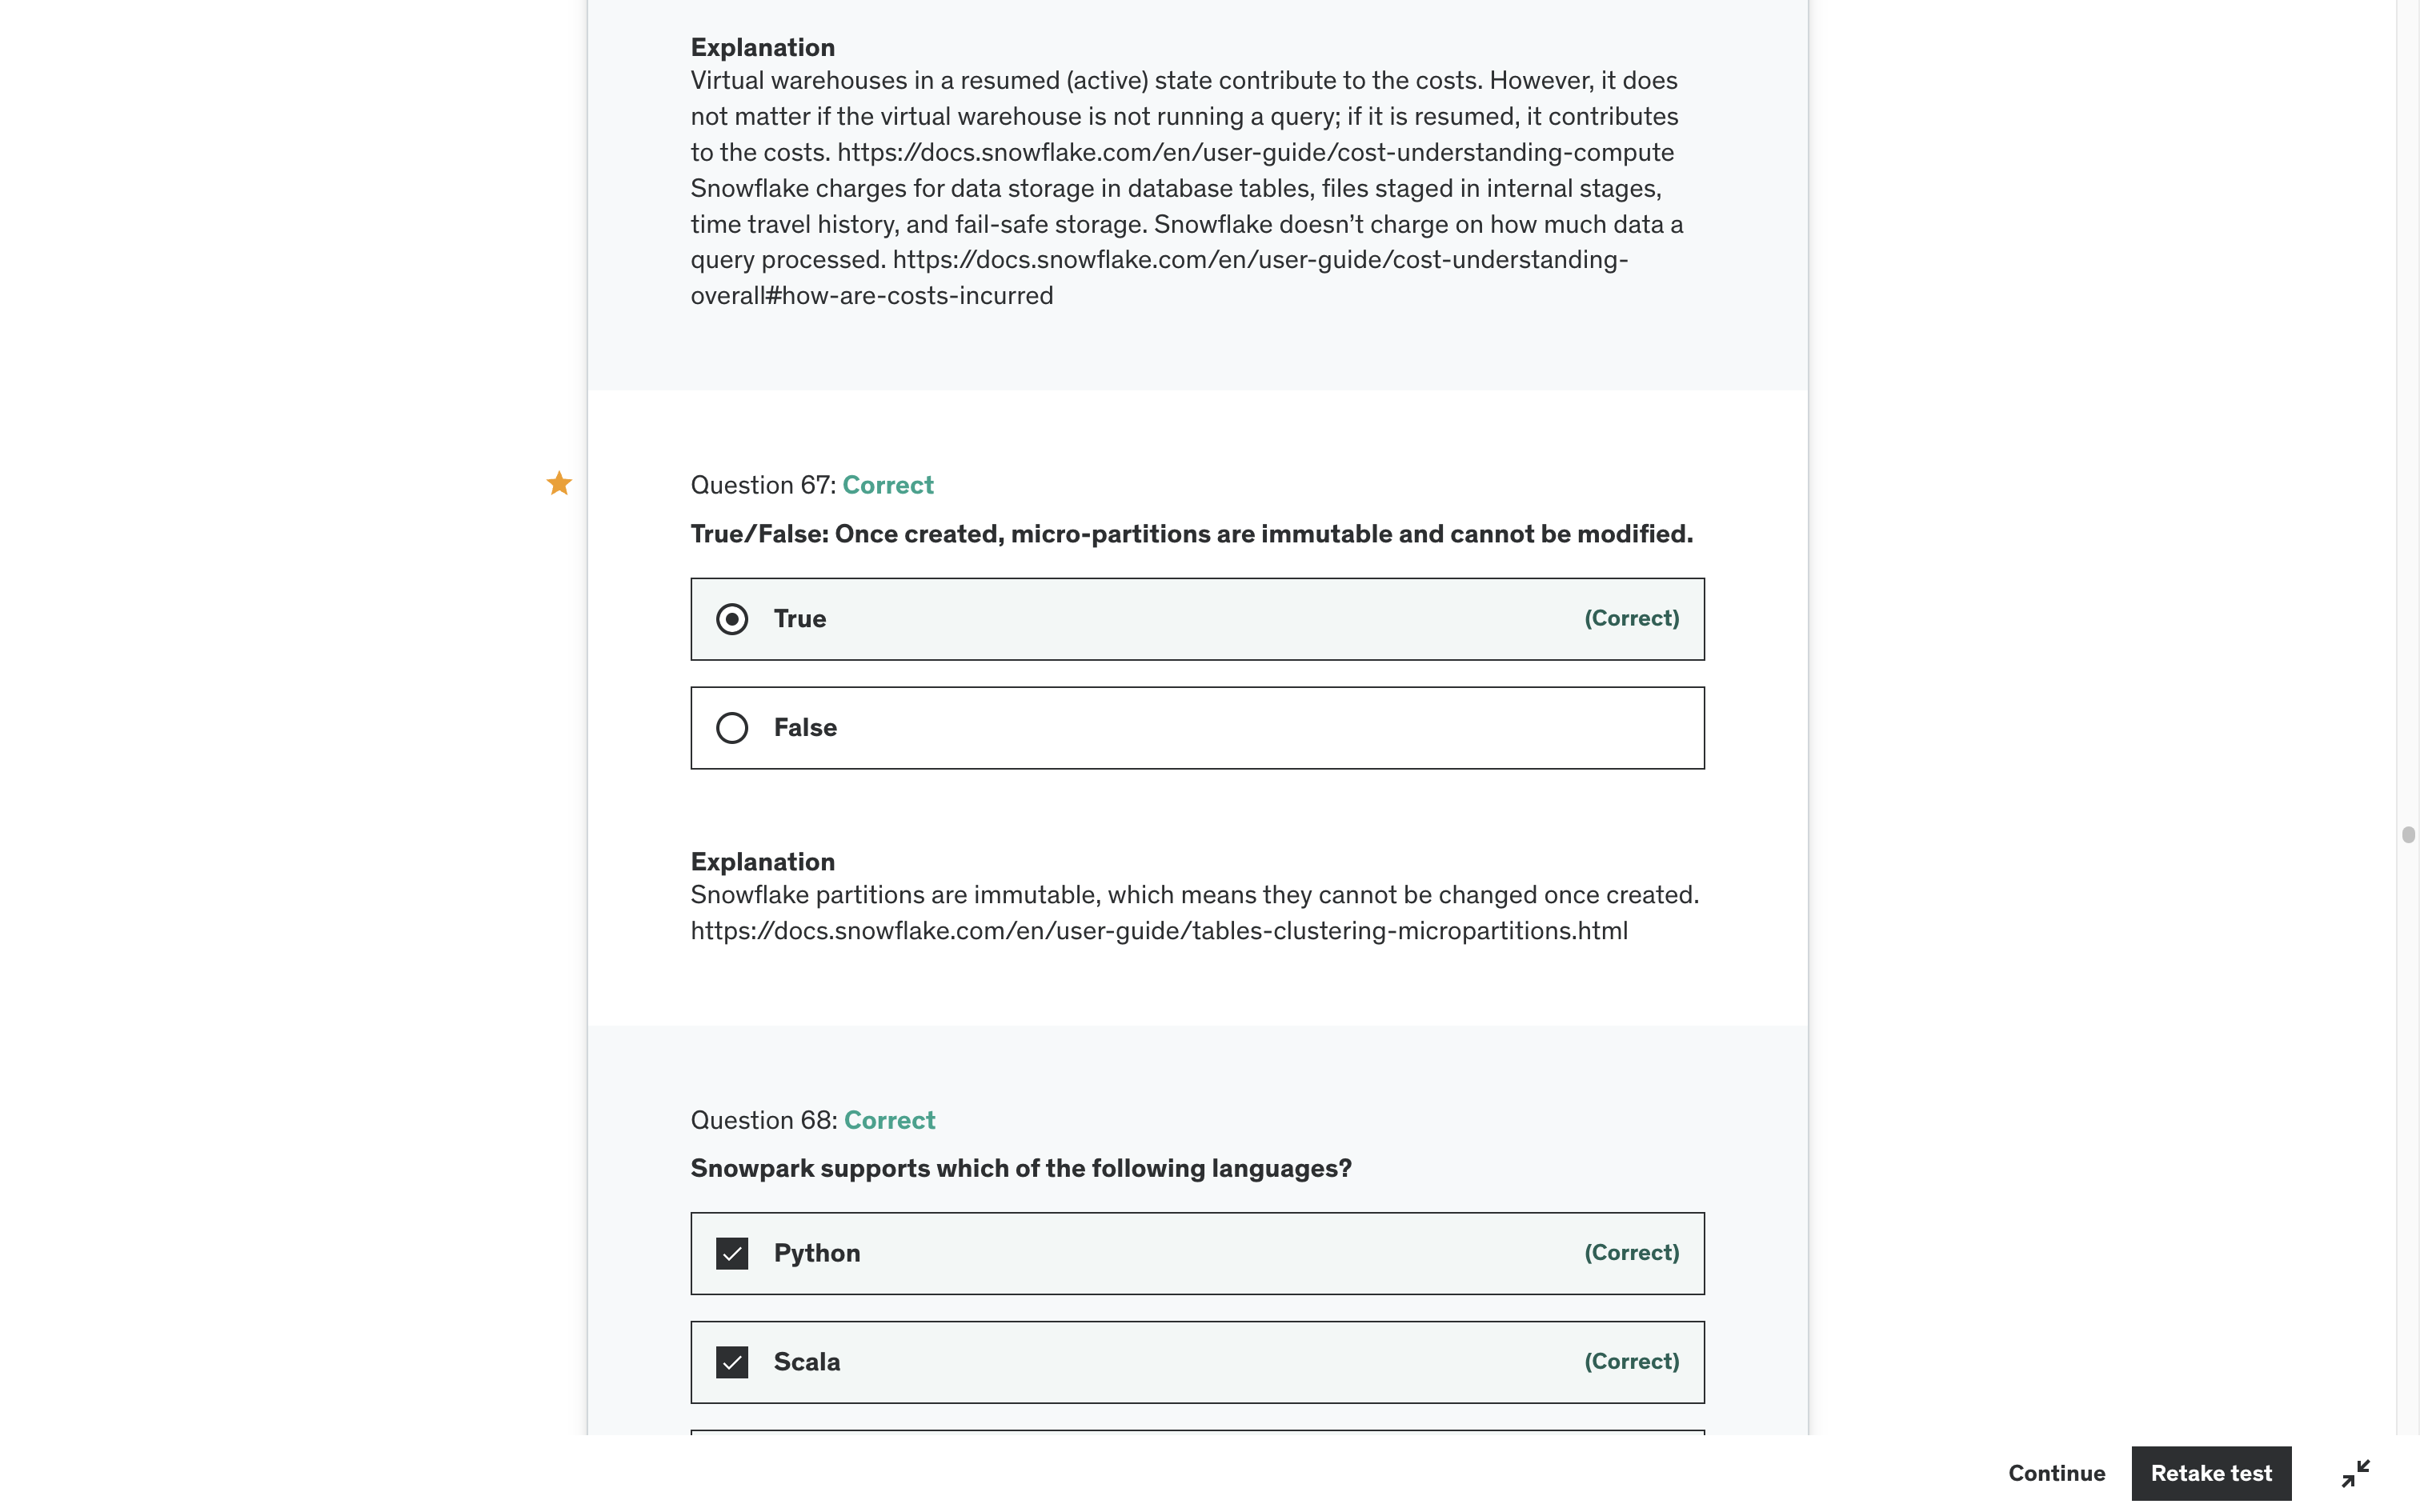 Explanation
Virtual warehouses in a resumed (active) state contribute to the costs. However, it does
not matter if the virtual warehouse is not running a query; if it is resumed, it contributes
to the costs. https://docs.snowflake.com/en/user-guide/cost-understanding-compute
Snowflake charges for data storage in database tables, files staged in internal stages,
time travel history, and fail-safe storage. Snowflake doesn’t charge on how much data a
query processed. https://docs.snowflake.com/en/user-guide/cost-understanding-
overall#how-are-costs-incurred
Question 67: Correct
True/False: Once created, micro-partitions are immutable and cannot be modified.
True (Correct)
False
Explanation
Snowflake partitions are immutable, which means they cannot be changed once created.
https://docs.snowflake.com/en/user-guide/tables-clustering-micropartitions.html
Question 68: Correct
Snowpark supports which of the following languages?
Python (Correct)
Scala (Correct)
Continue Retake test